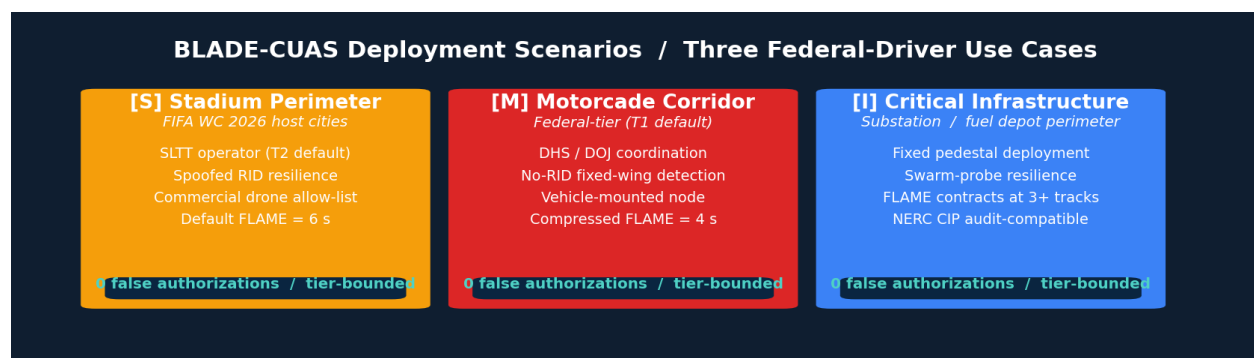 BLADE-CUAS Deployment Scenarios / Three Federal-Driver Use Cases
[S] Stadium Perimeter
FIFA WC 2026 host cities
SLTT operator (T2 default)
Spoofed RID resilience
Commercial drone allow-list
Default FLAME = 6 s
0 false authorizations / tier-bounded
[M] Motorcade Corridor
Federal-tier (T1 default)
DHS / DOJ coordination
No-RID fixed-wing detection
Vehicle-mounted node
Compressed FLAME = 4 s
0 false authorizations / tier-bounded
[I] Critical Infrastructure
Substation / fuel depot perimeter
Fixed pedestal deployment
Swarm-probe resilience
FLAME contracts at 3+ tracks
NERC CIP audit-compatible
0 false authorizations / tier-bounded